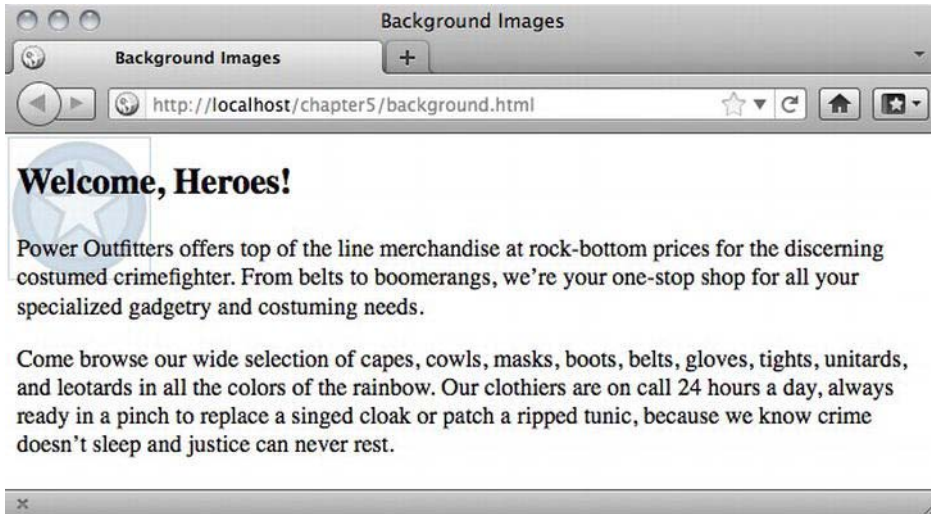 Background Images
Background Images
http://localhost/chapter5/background.html
Welcome, Heroes!
Power Outfitters offers top of the line merchandise at rock-bottom prices for the discerning
costumed crimefighter. From belts to boomerangs, we’re your one-stop shop for all your
specialized gadgetry and costuming needs.
Come browse our wide selection of capes, cowls, masks, boots, belts, gloves, tights, unitards,
and leotards in all the colors of the rainbow. Our clothiers are on call 24 hours a day, always
ready in a pinch to replace a singed cloak or patch a ripped tunic, because we know crime
doesn’t sleep and justice can never rest.